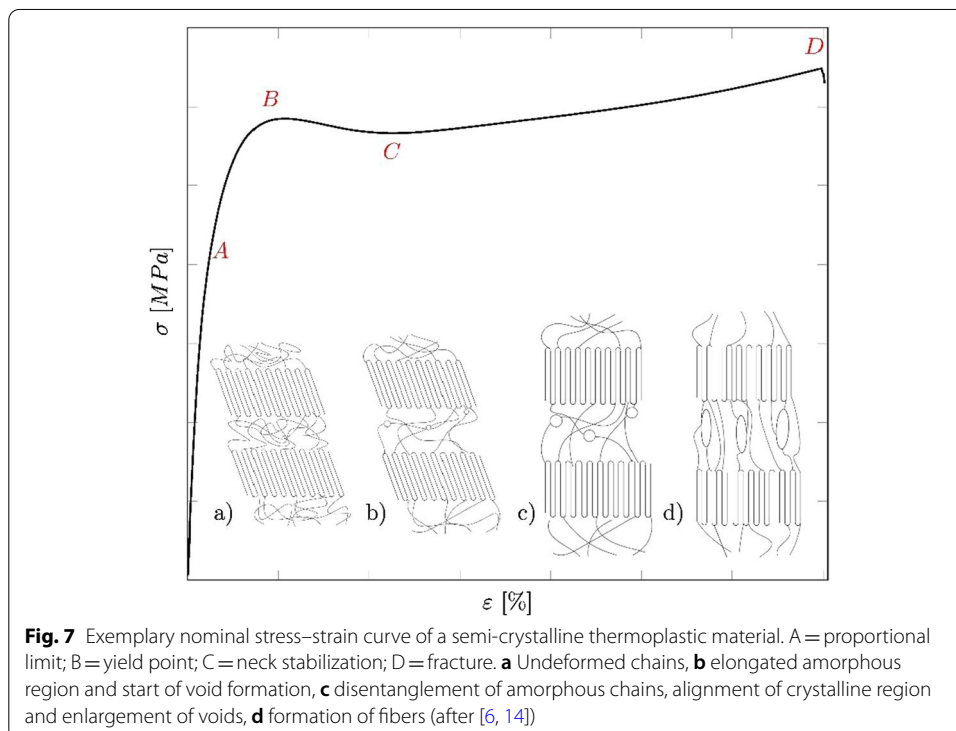 D
B
C
A
σ [MPa]
a)
b)
c)
d)
ε [%]
Fig. 7 Exemplary nominal stress–strain curve of a semi-crystalline thermoplastic material. A = proportional
limit; B = yield point; C = neck stabilization; D = fracture. a Undeformed chains, b elongated amorphous
region and start of void formation, c disentanglement of amorphous chains, alignment of crystalline region
and enlargement of voids, d formation of fibers (after [6, 14])